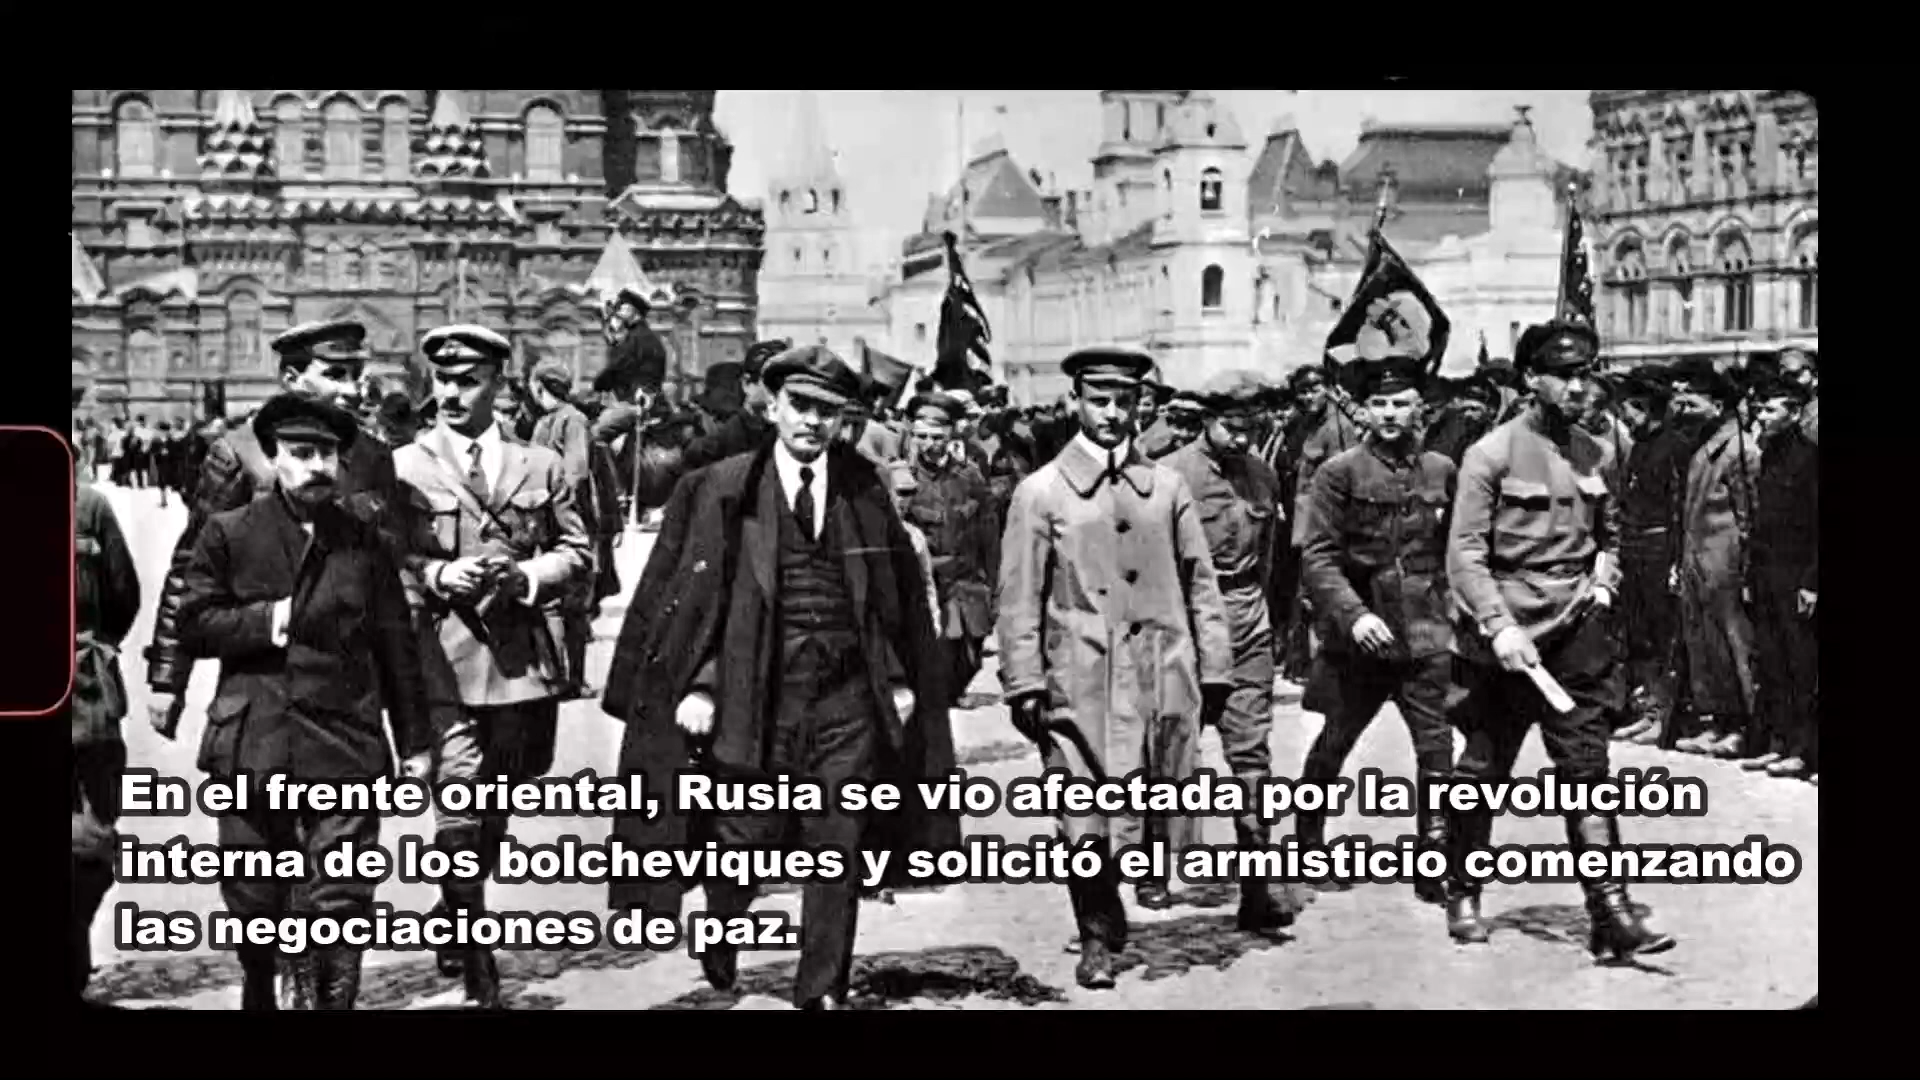 En el frente oriental, Rusia se vio afectada por la revolución
interna de los bolcheviques y solicitó el armisticio comenzando
las negociaciones de paz.